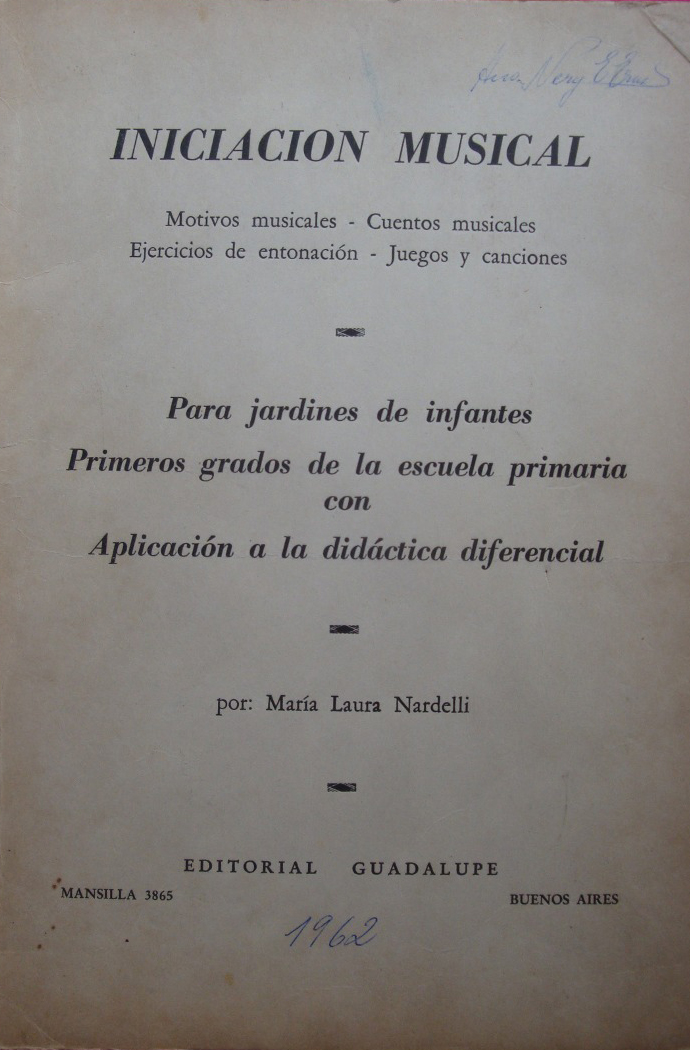 Nery
INICIACION MUSICAL
Motivos musicales - Cuentos musicales
Ejercicios de entonación - Juegos y canciones
Para jardines de infantes
Primeros grados de la escuela primaria
con
Aplicación a la didáctica diferencial
por: María Laura Nardelli
EDITORIAL GUADALUPE
MANSILLA 3865 BUENOS AIRES
1962